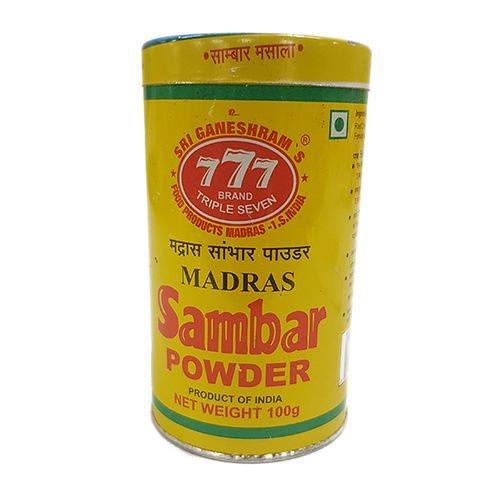 •साम्बार मसाला•
SRI GANESHRAM'S
®
777
BRAND
TRIPLE SEVEN
FOOD PRODUCTS MADRAS -1.S.INDIA
मद्रास सांभार पाउडर
MADRAS
Sambar
POWDER
PRODUCT OF INDIA
NET WEIGHT 100g